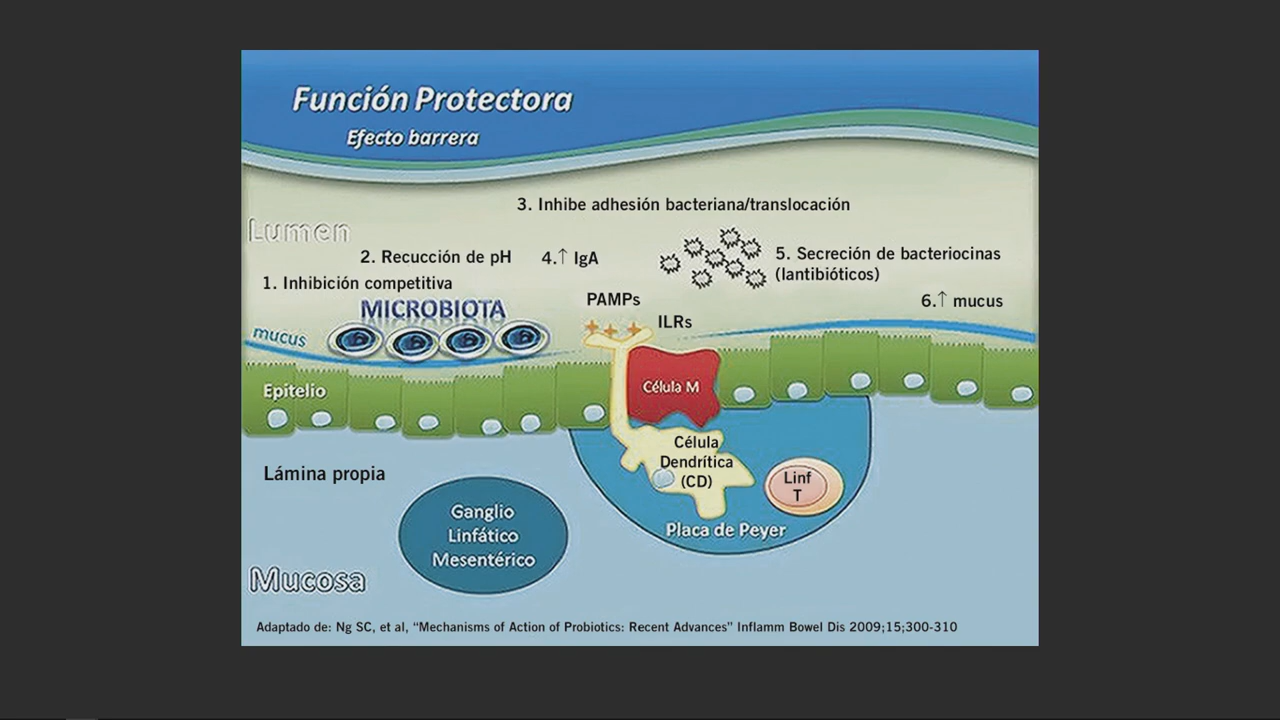 Función Protectora
Efecto barrera
3. Inhibe adhesión bacteriana/translocación
Lumen
2. Recucción de pH
4.↑ IgA
5. Secreción de bacteriocinas
(lantibióticos)
1. Inhibición competitiva
6.↑ mucus
PAMPs
MICROBIOTA
ILRs
mucus
Epitelio
Célula M
Célula
Dendrítica
(CD)
Linf
T
Lámina propia
Placa de Peyer
Ganglio
Linfático
Mesentérico
Mucosa
Adaptado de: Ng SC, et al, “Mechanisms of Action of Probiotics: Recent Advances” Inflamm Bowel Dis 2009;15;300-310